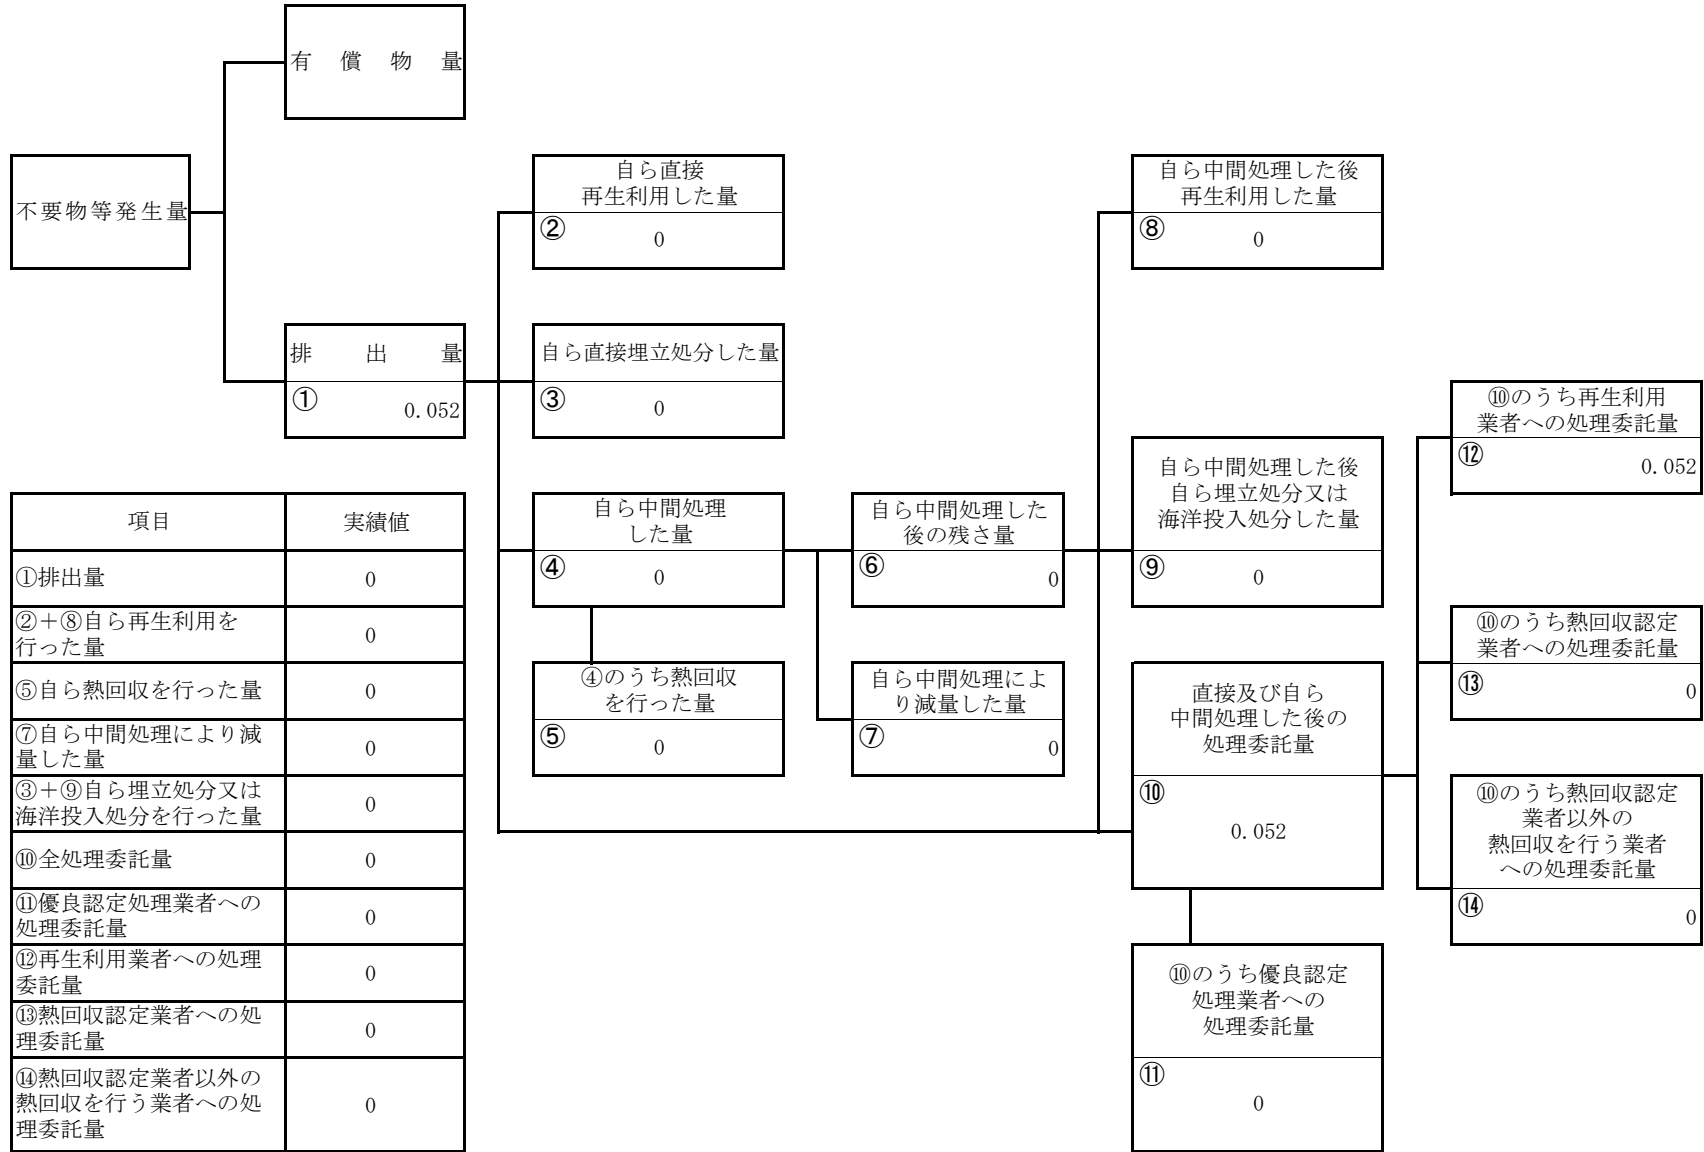 有償物量
不要物等発生量
排出量
①
0.052
自ら直接
再生利用した量
②
0
自ら直接埋立処分した量
③
0
自ら中間処理
した量
④
0
④のうち熱回収
を行った量
⑤
0
自ら中間処理した
後の残さ量
⑥
0
自ら中間処理によ
り減量した量
⑦
0
自ら中間処理した後
再生利用した量
⑧
0
自ら中間処理した後
自ら埋立処分又は
海洋投入処分した量
⑨
0
直接及び自ら
中間処理した後の
処理委託量
⑩
0.052
⑩のうち優良認定
処理業者への
処理委託量
⑪
0
⑩のうち再生利用
業者への処理委託量
⑫
0.052
⑩のうち熱回収認定
業者への処理委託量
⑬
0
⑩のうち熱回収認定
業者以外の
熱回収を行う業者
への処理委託量
⑭
0
項目 実績値
①排出量 0
②＋⑧自ら再生利用を
行った量 0
⑤自ら熱回収を行った量 0
⑦自ら中間処理により減
量した量 0
③＋⑨自ら埋立処分又は
海洋投入処分を行った量 0
⑩全処理委託量 0
⑪優良認定処理業者への
処理委託量 0
⑫再生利用業者への処理
委託量 0
⑬熱回収認定業者への処
理委託量 0
⑭熱回収認定業者以外の
熱回収を行う業者への処
理委託量 0